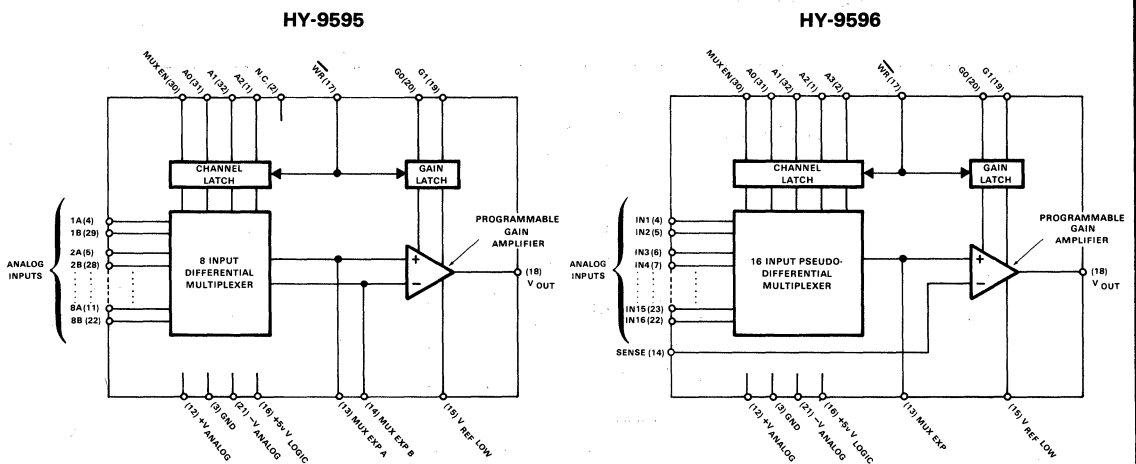 HY-9595
MUX EN(30)
A0(31)
A1(32)
A2(1)
N.C.(2)
WR(17)
G0(20)
G1(19)
CHANNEL
LATCH
GAIN
LATCH
ANALOG
INPUTS
1A(4)
1B(29)
2A(5)
2B(28)
8A(11)
8B(22)
8 INPUT
DIFFERENTIAL
MULTIPLEXER
+
−
PROGRAMMABLE
GAIN
AMPLIFIER
(18)
V OUT
(12) +V ANALOG
(3) GND
(21) −V ANALOG
(16) +5v V LOGIC
(13) MUX EXP A
(14) MUX EXP B
(15) V REF LOW
HY-9596
MUX EN(30)
A0(31)
A1(32)
A2(1)
A3(2)
WR(17)
G0(20)
G1(19)
CHANNEL
LATCH
GAIN
LATCH
ANALOG
INPUTS
IN1(4)
IN2(5)
IN3(6)
IN4(7)
IN15(23)
IN16(22)
SENSE (14)
16 INPUT PSEUDO-
DIFFERENTIAL
MULTIPLEXER
+
−
PROGRAMMABLE
GAIN
AMPLIFIER
(18)
V OUT
(12) +V ANALOG
(3) GND
(21) −V ANALOG
(16) +5v V LOGIC
(13) MUX EXP
(15) V REF LOW